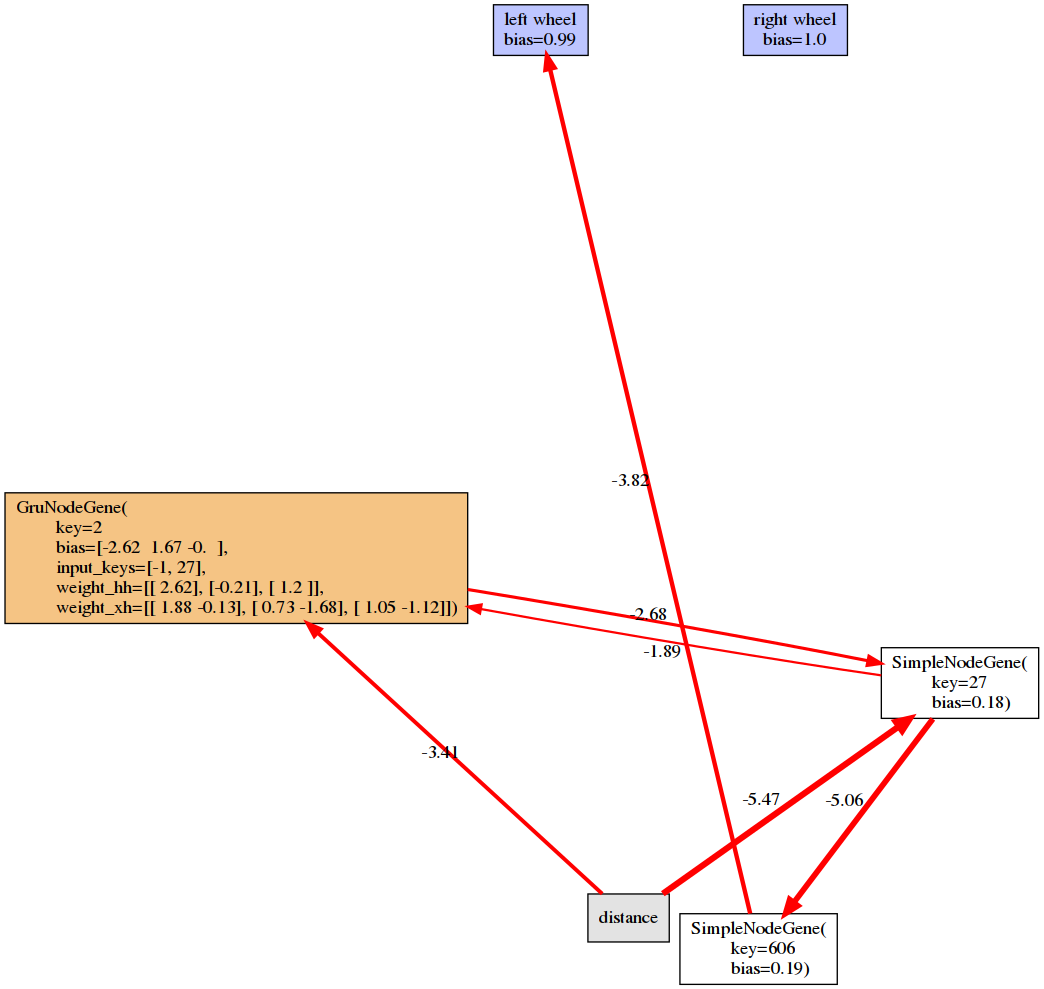 left wheel
bias=0.99
right wheel
bias=1.0
-3.82
GruNodeGene(
key=2
bias=[-2.62  1.67 -0.  ],
input_keys=[-1, 27],
weight_hh=[[ 2.62], [-0.21], [ 1.2 ]],
weight_xh=[[ 1.88 -0.13], [ 0.73 -1.68], [ 1.05 -1.12]])
-2.68
-1.89
SimpleNodeGene(
key=27
bias=0.18)
-3.41
-5.47
-5.06
distance
SimpleNodeGene(
key=606
bias=0.19)